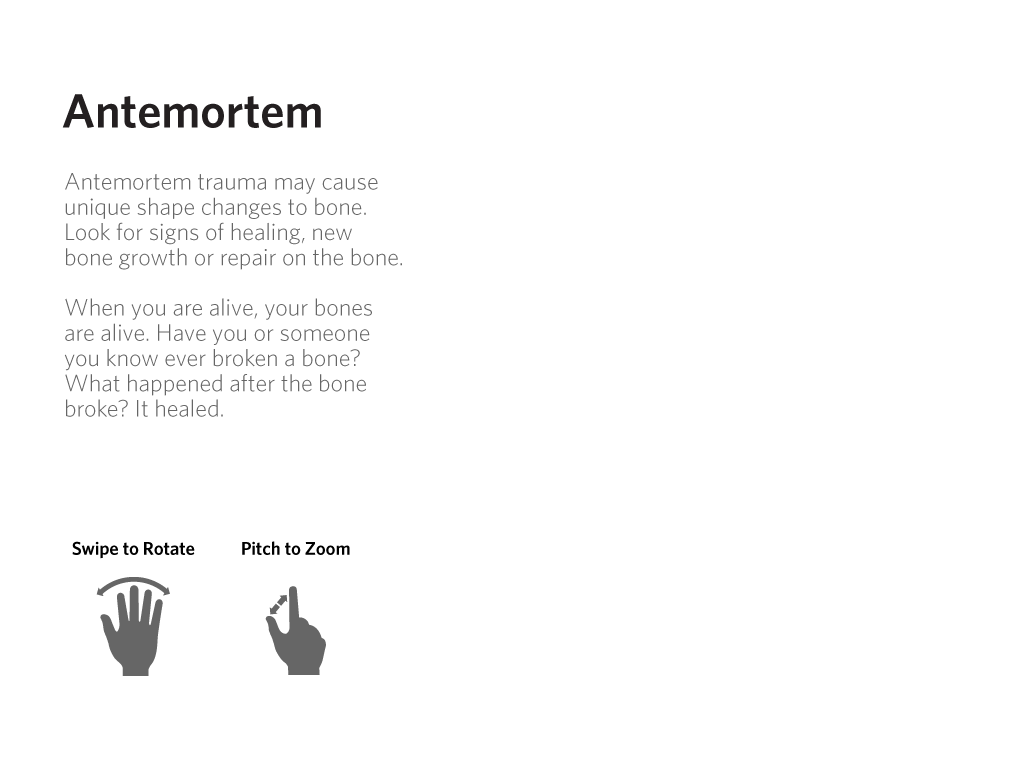 Antemortem
Antemortem trauma may cause
unique shape changes to bone.
Look for signs of healing, new
bone growth or repair on the bone.
When you are alive, your bones
are alive. Have you or someone
you know ever broken a bone?
What happened after the bone
broke? It healed.
Swipe to Rotate
Pitch to Zoom